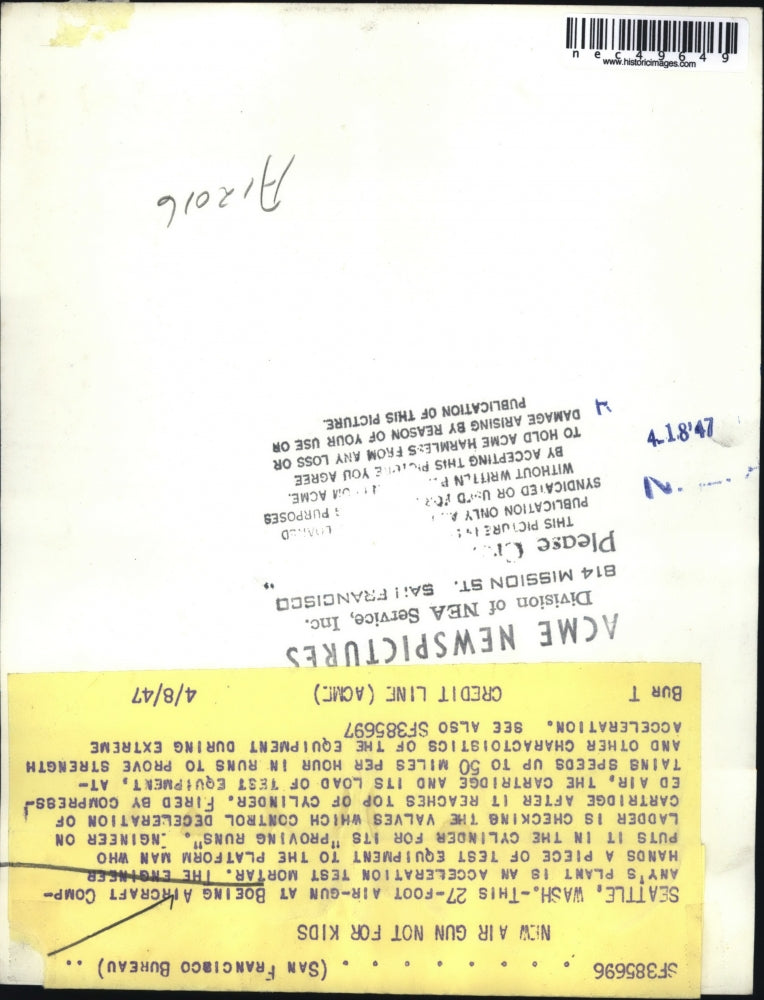 nec49649
www.historicimages.com
A12016
4.18'47
N.
SF385696 . . . . . . . . (SAN FRANCISCO BUREAU) ..
NEW AIR GUN NOT FOR KIDS
SEATTLE, WASH.-THIS 27-FOOT AIR-GUN AT BOEING AIRCRAFT COMP-
ANY'S PLANT IS AN ACCELERATION TEST MORTAR. THE ENGINEER
HANDS A PIECE OF TEST EQUIPMENT TO THE PLATFORM MAN WHO
PUTS IT IN THE CYLINDER FOR ITS "PROVING RUNS". ENGINEER ON
LADDER IS CHECKING THE VALVES WHICH CONTROL DECELERATION OF
CARTRIDGE AFTER IT REACHES TOP OF CYLINDER. FIRED BY COMPRESS-
ED AIR, THE CARTRIDGE AND ITS LOAD OF TEST EQUIPMENT, AT-
TAINS SPEEDS UP TO 50 MILES PER HOUR IN RUNS TO PROVE STRENGTH
AND OTHER CHARACTOISTICS OF THE EQUIPMENT DURING EXTREME
ACCELERATION. SEE ALSO SF385697
BUR T CREDIT LINE (ACME) 4/8/47
ACME NEWSPICTURES
Division of NEA Service, Inc.
814 MISSION ST. SAN FRANCISCO
Please
THIS PICTURE IS LOANED
PUBLICATION ONLY PURPOSES
SYNDICATED OR USED FOR
WITHOUT WRITTEN ACME.
BY ACCEPTING THIS PICTURE YOU AGREE
TO HOLD ACME HARMLESS FROM ANY LOSS OR
DAMAGE ARISING BY REASON OF YOUR USE OR
PUBLICATION OF THIS PICTURE.